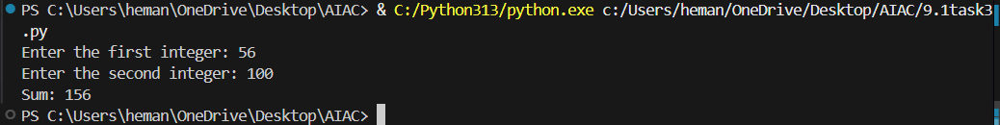 PS C:\Users\heman\OneDrive\Desktop\AIAC> & C:/Python313/python.exe c:/Users/heman/OneDrive/Desktop/AIAC/9.1task3
.py
Enter the first integer: 56
Enter the second integer: 100
Sum: 156
PS C:\Users\heman\OneDrive\Desktop\AIAC>